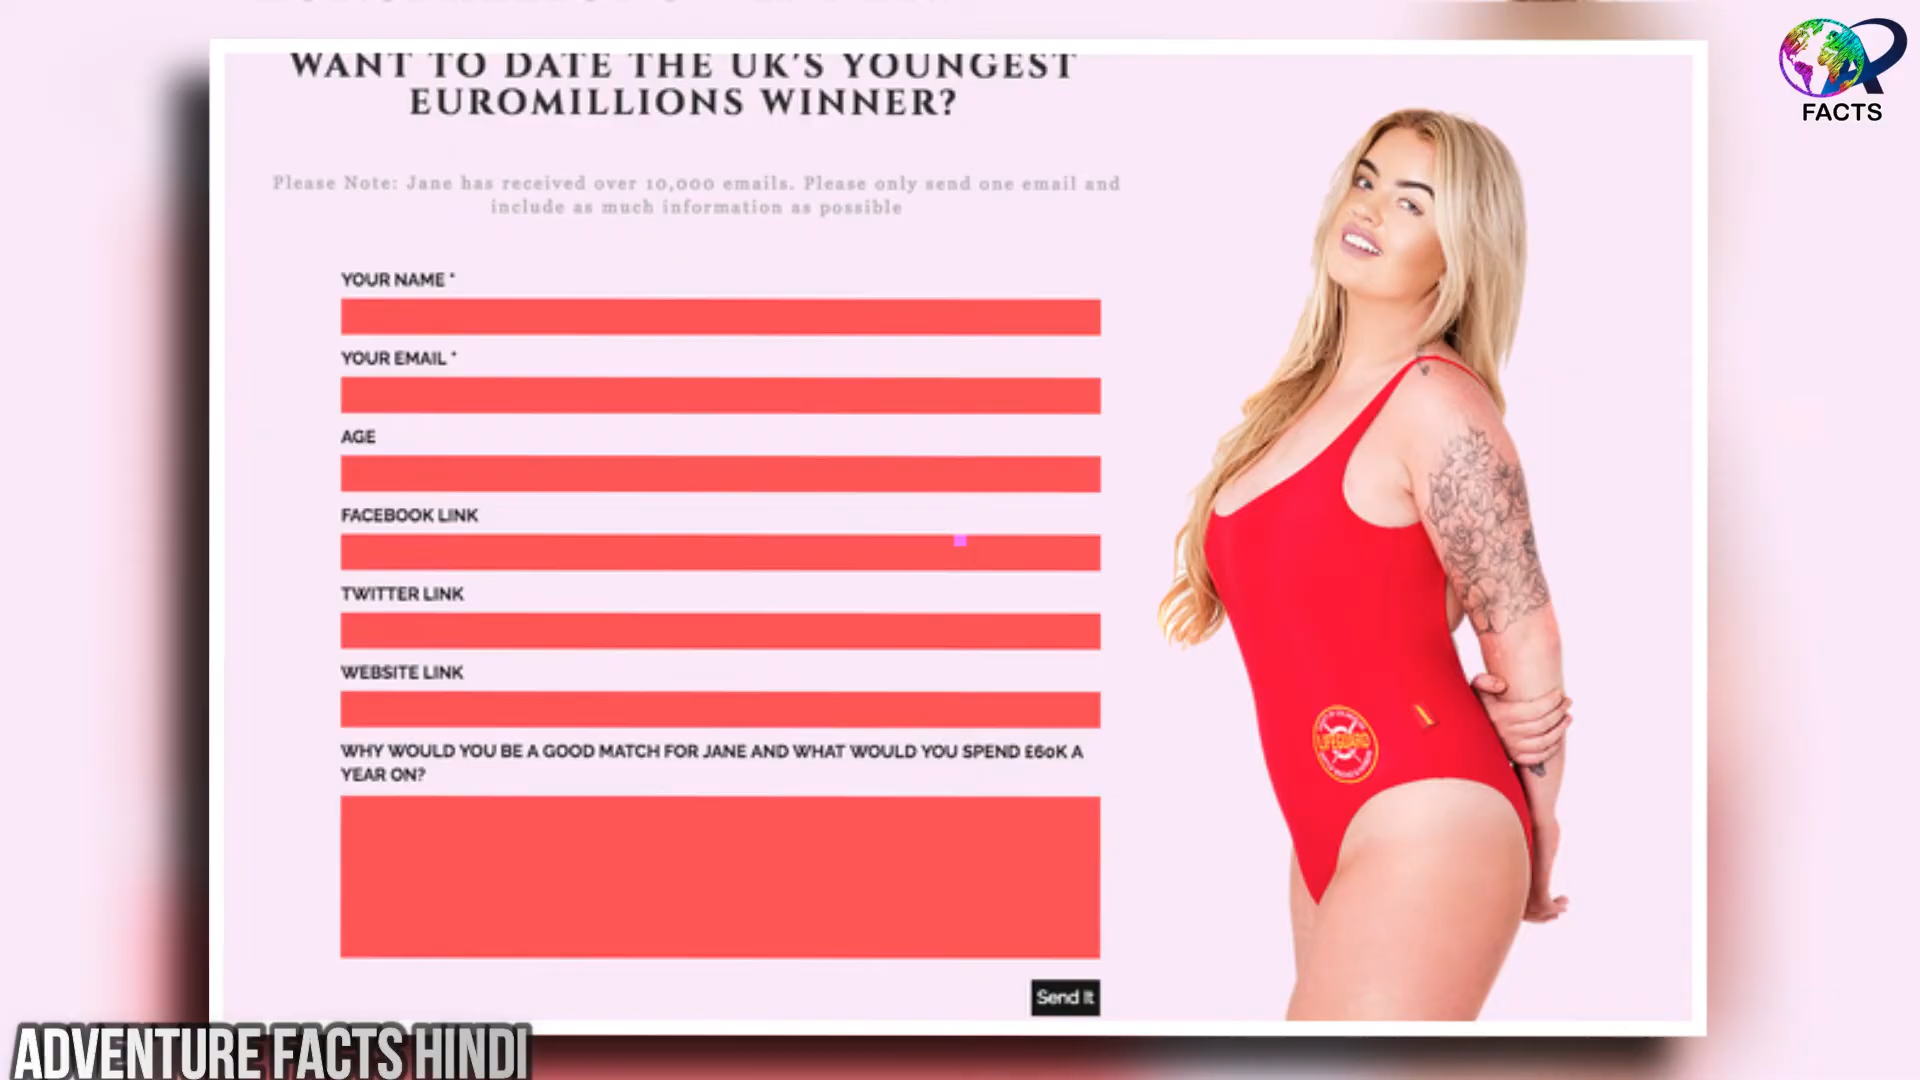 FACTS
WANT TO DATE THE UK'S YOUNGEST
EUROMILLIONS WINNER?
Please Note: Jane has received over 10,000 emails. Please only send one email and
include as much information as possible
YOUR NAME *
YOUR EMAIL *
AGE
FACEBOOK LINK
TWITTER LINK
WEBSITE LINK
WHY WOULD YOU BE A GOOD MATCH FOR JANE AND WHAT WOULD YOU SPEND £60K A
YEAR ON?
LIFEGUARD
Send It
ADVENTURE FACTS HINDI